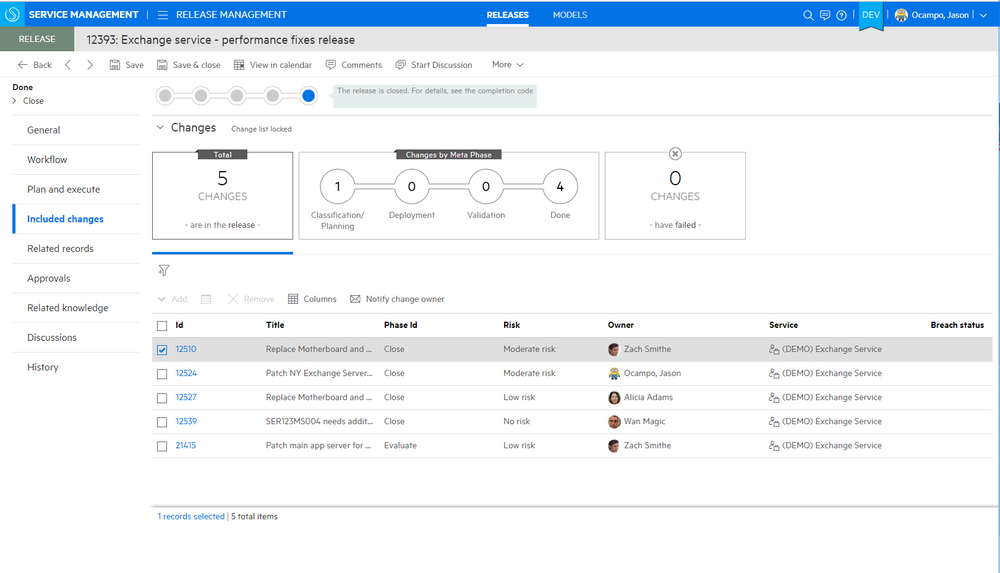 SERVICE MANAGEMENT | RELEASE MANAGEMENT RELEASES MODELS DEV Ocampo, Jason
RELEASE 12393: Exchange service - performance fixes release
Back Save Save & close View in calendar Comments Start Discussion More
Done
Close
The release is closed. For details, see the completion code
General
Workflow
Plan and execute
Included changes
Related records
Approvals
Related knowledge
Discussions
History
Changes Change list locked
Total
5
CHANGES
- are in the release -
Changes by Meta Phase
1 0 0 4
Classification/ Deployment Validation Done
Planning
0
CHANGES
- have failed -
Add Remove Columns Notify change owner
Id Title Phase Id Risk Owner Service Breach status
12510 Replace Motherboard and ... Close Moderate risk Zach Smithe (DEMO) Exchange Service
12524 Patch NY Exchange Server... Close Moderate risk Ocampo, Jason (DEMO) Exchange Service
12527 Replace Motherboard and ... Close Low risk Alicia Adams (DEMO) Exchange Service
12539 SER123MS004 needs addit... Close No risk Wan Magic (DEMO) Exchange Service
21415 Patch main app server for ... Evaluate Low risk Zach Smithe (DEMO) Exchange Service
1 records selected | 5 total items